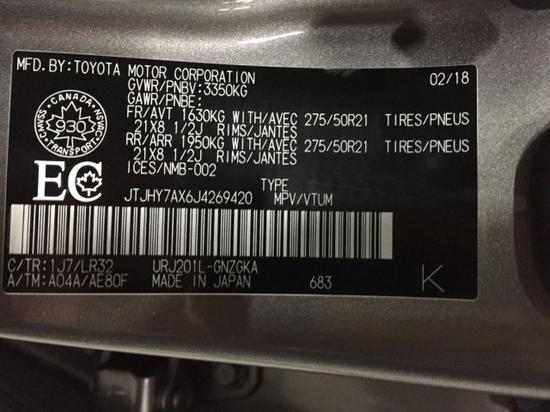 MFD.BY:TOYOTA MOTOR CORPORATION 02/18
GVWR/PNBV:3350KG
GAWR/PNBE:
FR/AVT 1630KG WITH/AVEC 275/50R21 TIRES/PNEUS
21X8 1/2J RIMS/JANTES
RR/ARR 1950KG WITH/AVEC 275/50R21 TIRES/PNEUS
21X8 1/2J RIMS/JANTES
ICES/NMB-002
CANADA
930
TRANSPORT
EC
TYPE
JTJHY7AX6J4269420 MPV/VTUM
C/TR:1J7/LR32 URJ201L-GNZGKA
A/TM:A04A/AE80F MADE IN JAPAN 683 K